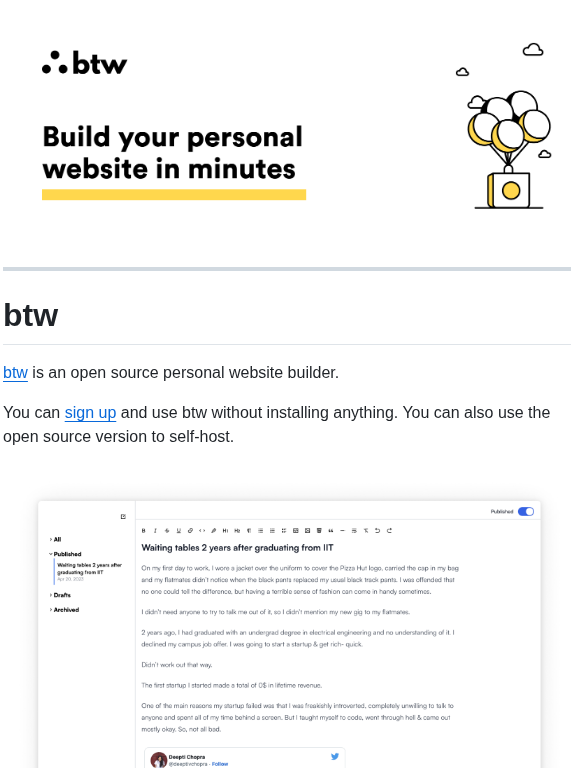 btw
Build your personal
website in minutes
btw
btw is an open source personal website builder.
You can sign up and use btw without installing anything. You can also use the
open source version to self-host.
Published
All
Published
Waiting tables 2 years after
graduating from IIT
Apr 20, 2023
Drafts
Archived
B I S U H1 H2
Waiting tables 2 years after graduating from IIT
On my first day to work, I wore a jacket over the uniform to cover the Pizza Hut logo, carried the cap in my bag
and my flatmates didn't notice when the black pants replaced my usual black track pants. I was offended that
no one could tell the difference, but having a terrible sense of fashion can come in handy sometimes.
I didn't need anyone to try to talk me out of it, so I didn't mention my new gig to my flatmates.
2 years ago, I had graduated with an undergrad degree in electrical engineering and no understanding of it. I
declined my campus job offer. I was going to start a startup & get rich- quick.
Didn't work out that way.
The first startup I started made a total of 0$ in lifetime revenue.
One of the main reasons my startup failed was that I was freakishly introverted, completely unwilling to talk to
anyone and spent all of my time behind a screen. But I taught myself to code, went through hell & came out
mostly okay. So, not all bad.
Deepti Chopra
@deeptivchopra · Follow